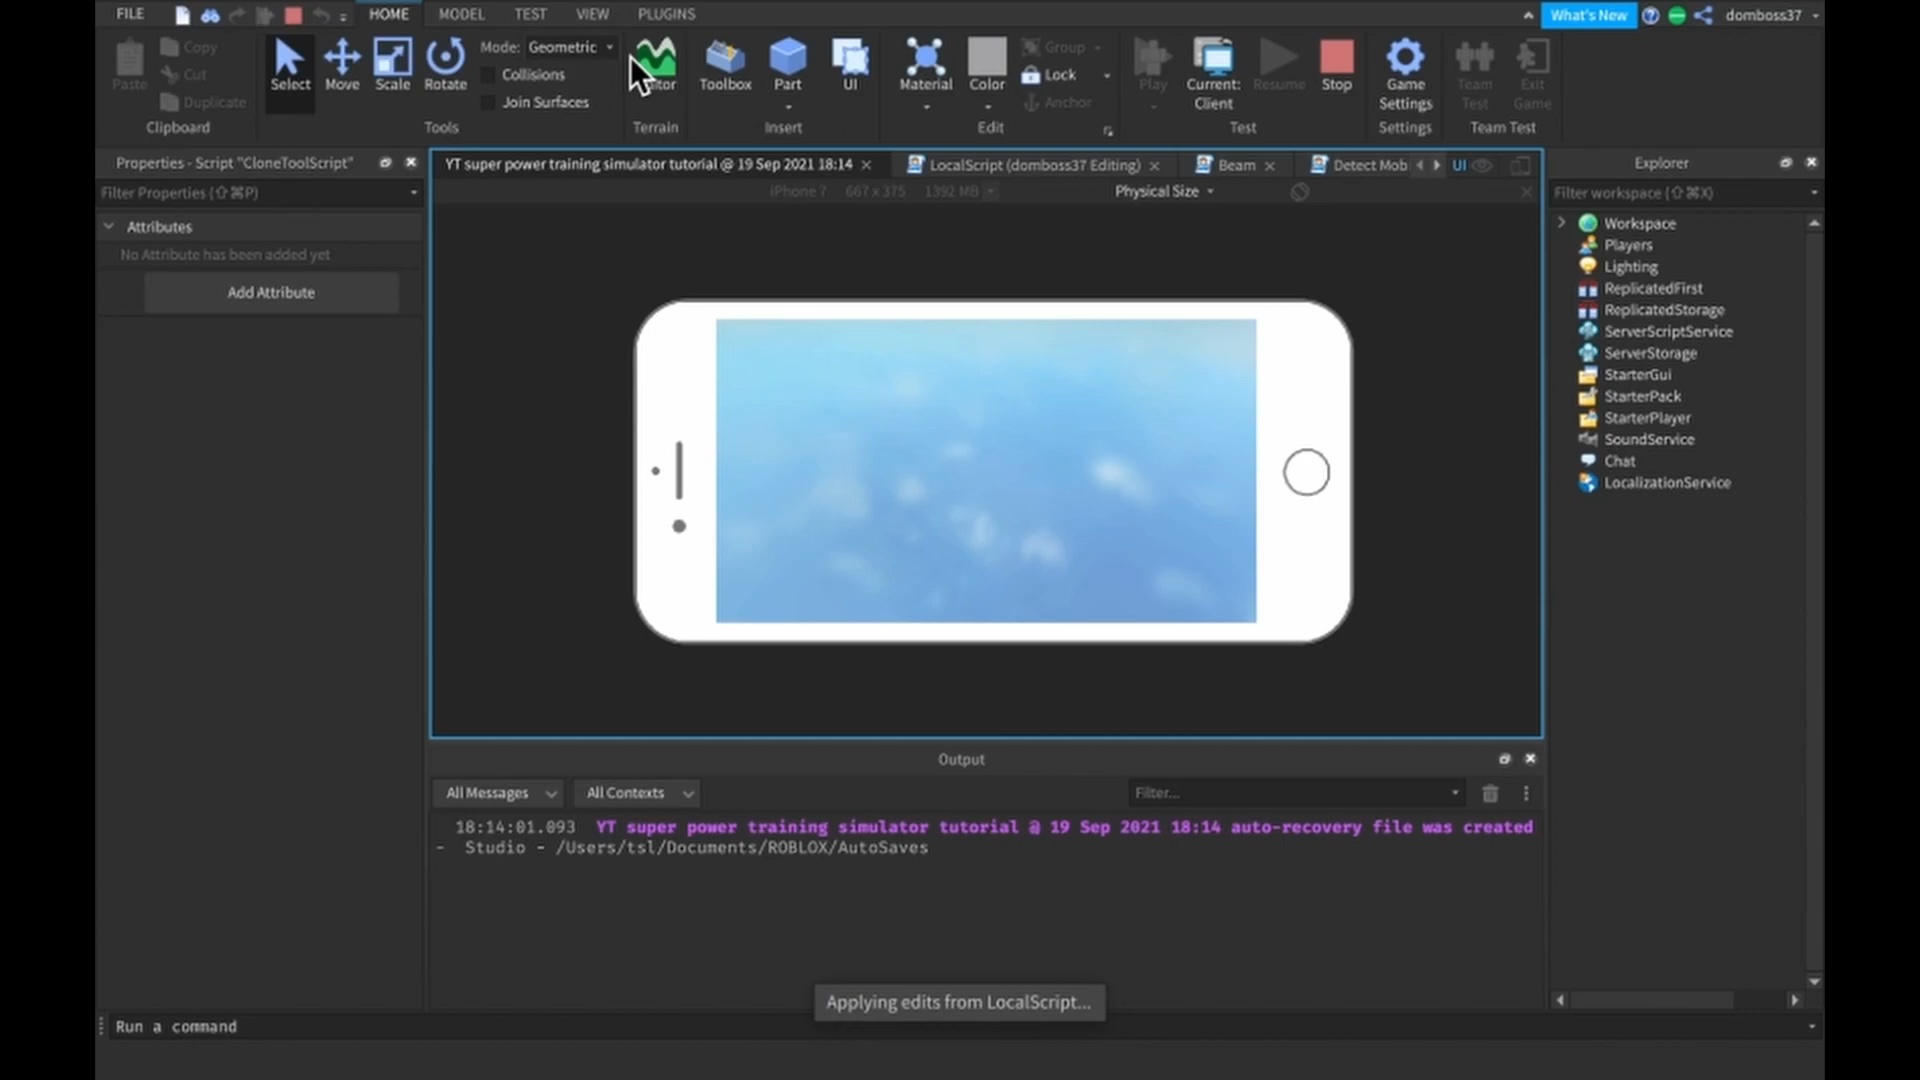 FILE HOME MODEL TEST VIEW PLUGINS What's New domboss37
Paste Copy Cut Duplicate
Clipboard
Select Move Scale Rotate
Mode: Geometric
Collisions
Join Surfaces
Tools
Terrain
Toolbox Part UI
Insert
Material Color Group Lock Anchor
Edit
Play Current: Client Resume Stop
Test
Game Settings
Settings
Team Test Exit Game
Team Test
Properties - Script "CloneToolScript"
Filter Properties (⇧⌘P)
Attributes
No Attribute has been added yet
Add Attribute
YT super power training simulator tutorial @ 19 Sep 2021 18:14 LocalScript (domboss37 Editing) Beam Detect Mob UI
iPhone 7 667 x 375 1392 MB Physical Size
Explorer
Filter workspace (⇧⌘X)
Workspace
Players
Lighting
ReplicatedFirst
ReplicatedStorage
ServerScriptService
ServerStorage
StarterGui
StarterPack
StarterPlayer
SoundService
Chat
LocalizationService
Output
All Messages All Contexts Filter...
18:14:01.093 YT super power training simulator tutorial @ 19 Sep 2021 18:14 auto-recovery file was created
- Studio - /Users/tsl/Documents/ROBLOX/AutoSaves
Applying edits from LocalScript...
Run a command